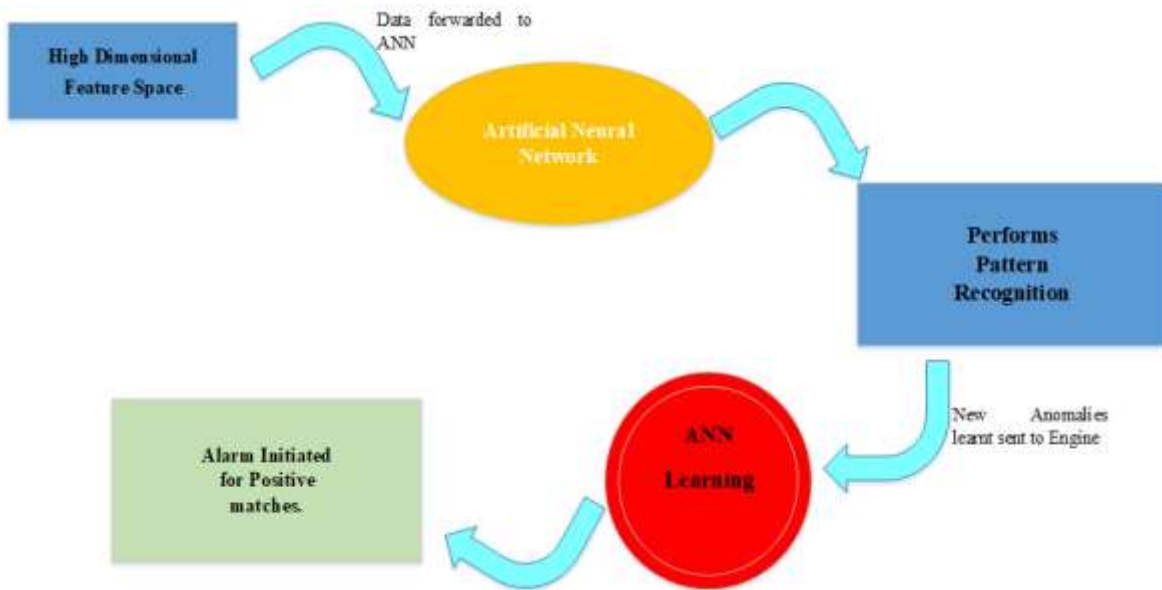 High Dimensional
Feature Space
Data forwarded to
ANN
Artificial Neural
Network
Performs
Pattern
Recognition
New Anomalies
learnt sent to Engine
ANN
Learning
Alarm Initiated
for Positive
matches.